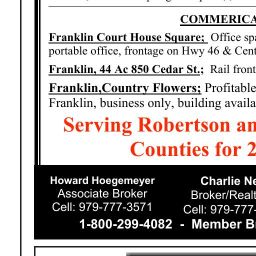 COMMERICA
Franklin Court House Square; Office spa
portable office, frontage on Hwy 46 & Cent
Franklin, 44 Ac 850 Cedar St.; Rail front
Franklin,Country Flowers; Profitable
Franklin, business only, building availa
Serving Robertson an
Counties for 2
Howard Hoegemeyer
Associate Broker
Cell: 979-777-3571
Charlie Ne
Broker/Realt
Cell: 979-777-
1-800-299-4082 - Member B